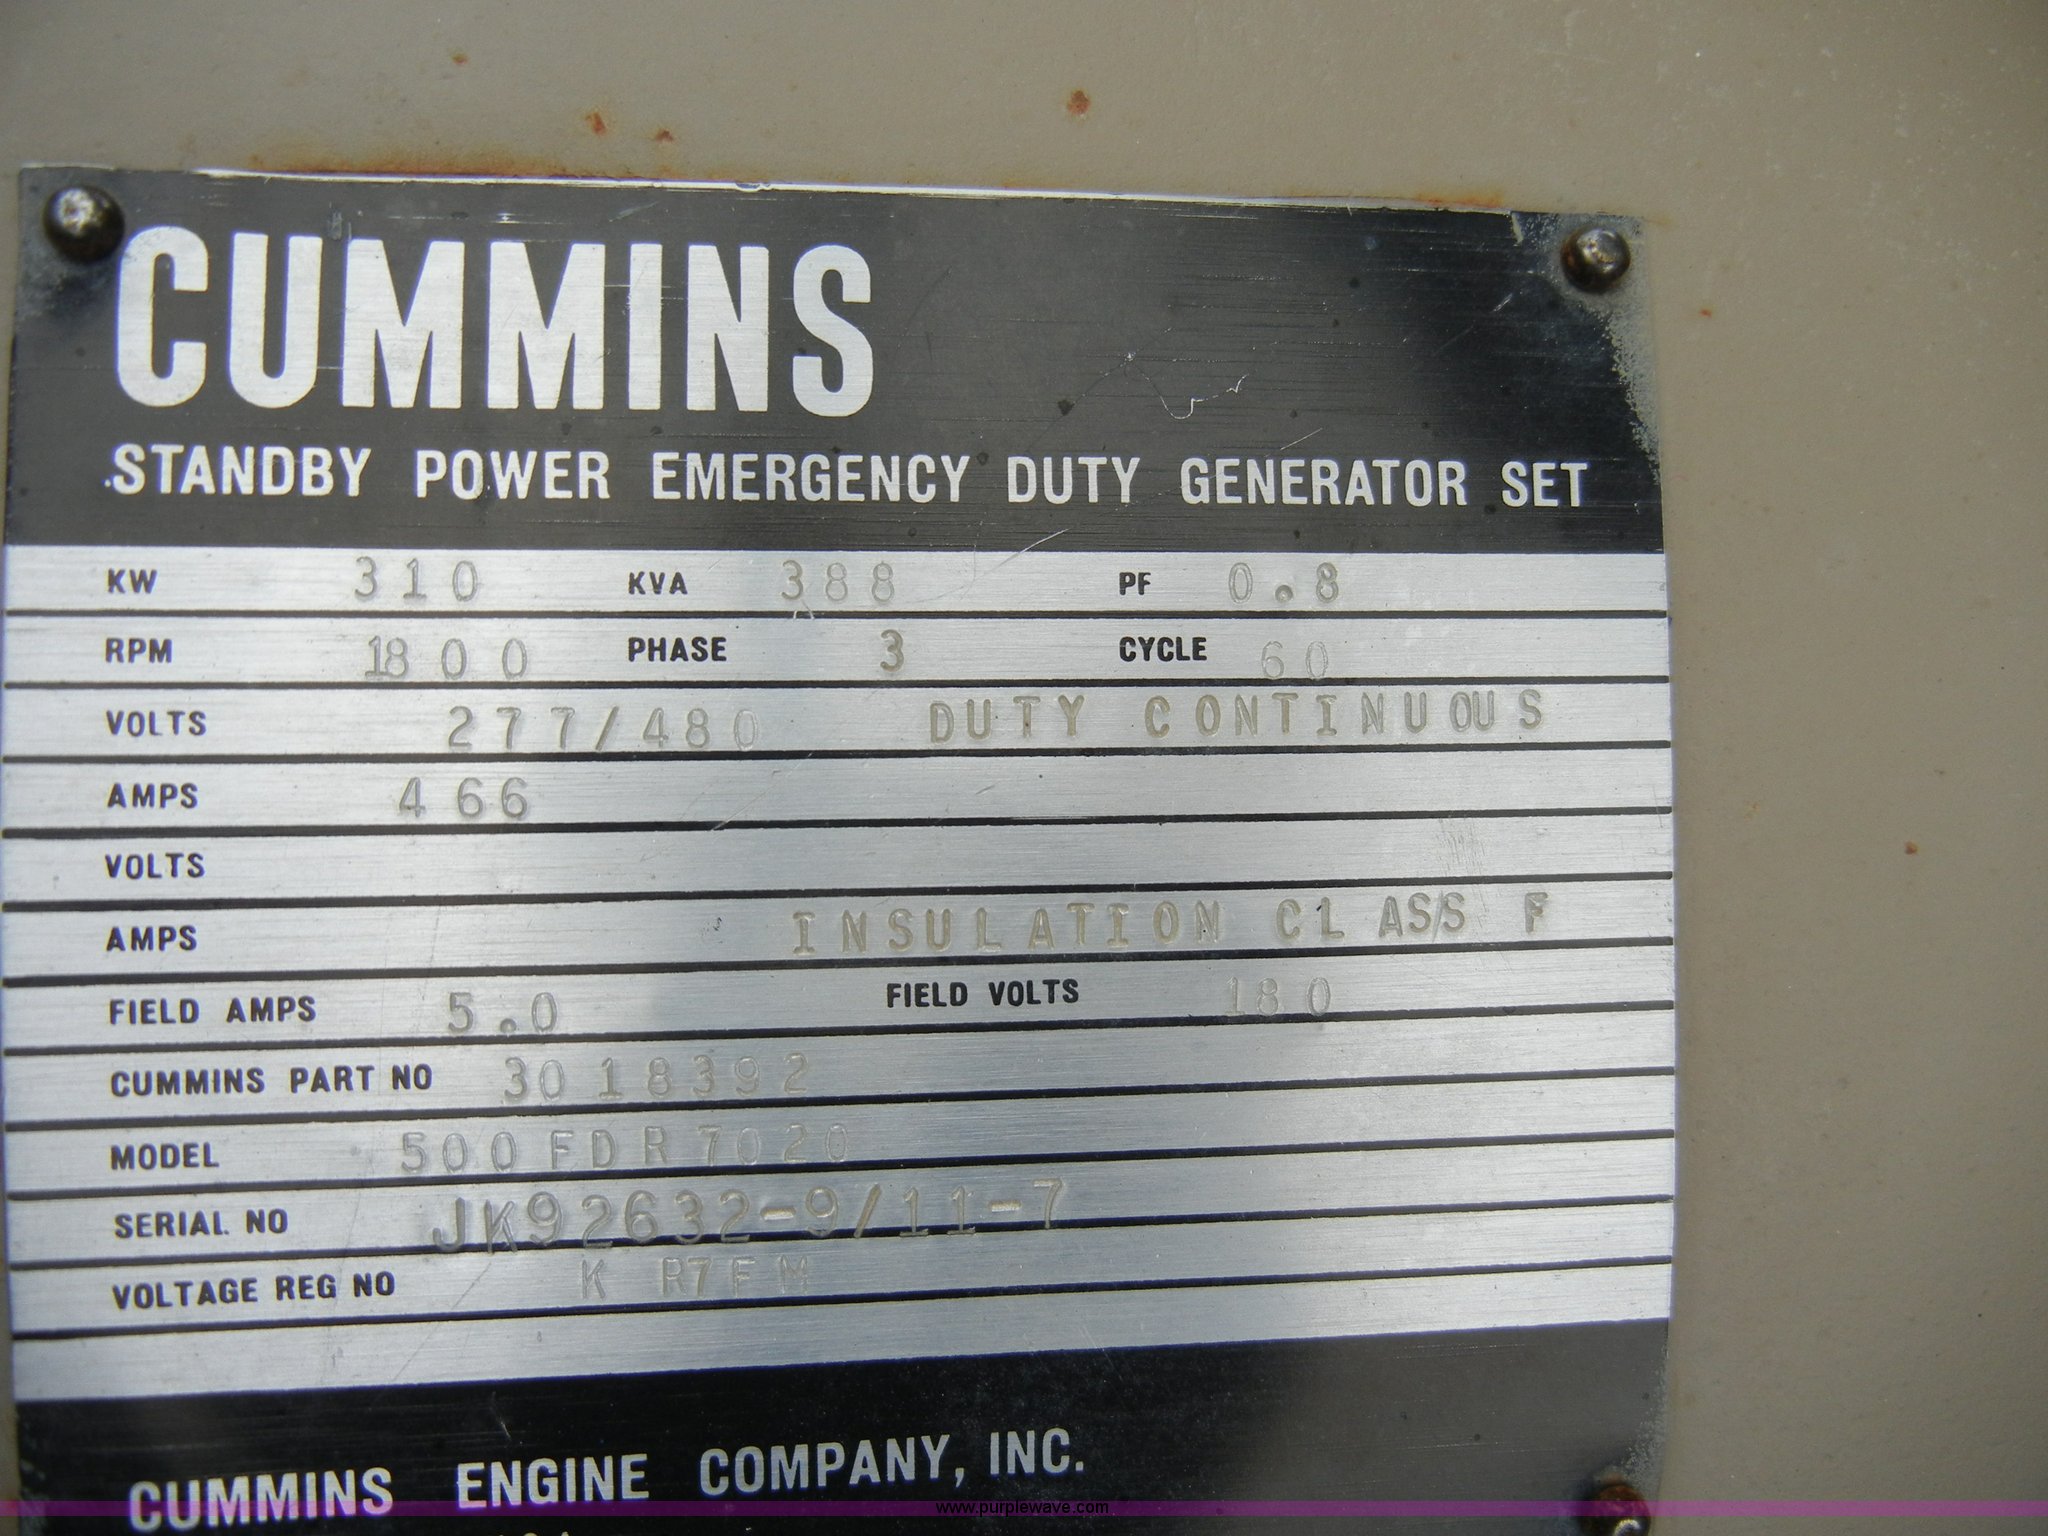 CUMMINS
STANDBY POWER EMERGENCY DUTY GENERATOR SET
KW 310 KVA 388 PF 0.8
RPM 1800 PHASE 3 CYCLE 60
VOLTS 277/480 DUTY CONTINUOUS
AMPS 466
VOLTS
AMPS INSULATION CLASS F
FIELD AMPS 5.0 FIELD VOLTS 180
CUMMINS PART NO 3018392
MODEL 500FDR7020
SERIAL NO JK92632-9/11-7
VOLTAGE REG NO K R7FM
CUMMINS ENGINE COMPANY, INC.
www.purplewave.com